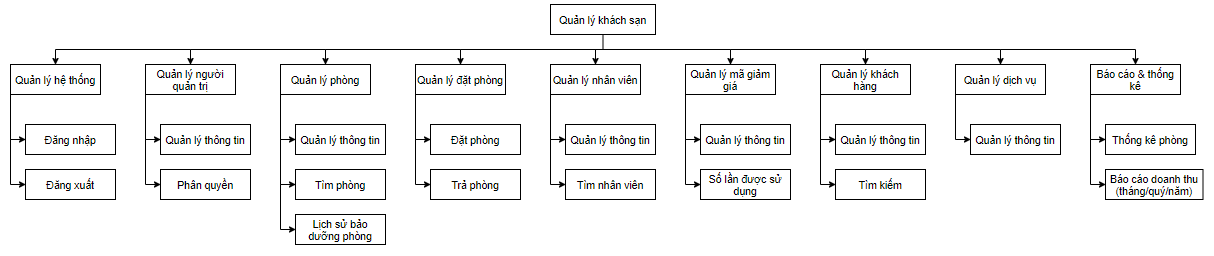 Quản lý khách sạn
Quản lý hệ thống
Quản lý người
quản trị
Quản lý phòng
Quản lý đặt phòng
Quản lý nhân viên
Quản lý mã giảm
giá
Quản lý khách
hàng
Quản lý dịch vụ
Báo cáo & thống
kê
Đăng nhập
Quản lý thông tin
Quản lý thông tin
Đặt phòng
Quản lý thông tin
Quản lý thông tin
Quản lý thông tin
Quản lý thông tin
Thống kê phòng
Đăng xuất
Phân quyền
Tìm phòng
Trả phòng
Tìm nhân viên
Số lần được sử
dụng
Tìm kiếm
Báo cáo doanh thu
(tháng/quý/năm)
Lịch sử bảo
dưỡng phòng